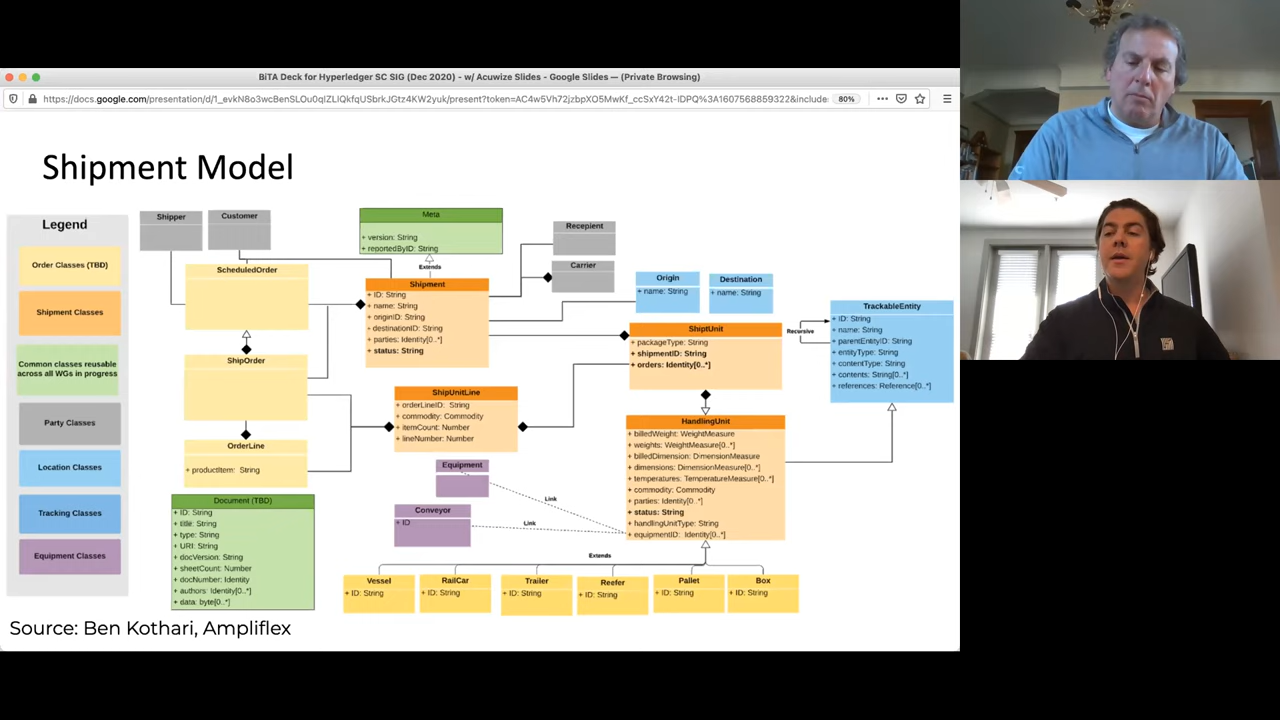 BiTA Deck for Hyperledger SC SIG (Dec 2020) - w/ Acuwize Slides - Google Slides — (Private Browsing)
80%
Shipment Model
Legend
Order Classes (TBD)
Shipment Classes
Common classes reusable
across all WGs in progress
Party Classes
Location Classes
Tracking Classes
Equipment Classes
Shipper
Customer
ScheduledOrder
ShipOrder
OrderLine
+ productItem: String
Document (TBD)
+ ID: String
+ title: String
+ type: String
+ URI: String
+ docVersion: String
+ sheetCount: Number
+ docNumber: Identity
+ authors: Identity[0..*]
+ data: byte[0..*]
Meta
+ version: String
+ reportedByID: String
Extends
Shipment
+ ID: String
+ name: String
+ originID: String
+ destinationID: String
+ parties: Identity[0..*]
+ status: String
Recepient
Carrier
ShipUnitLine
+ orderLineID: String
+ commodity: Commodity
+ itemCount: Number
+ lineNumber: Number
Equipment
Conveyor
+ ID
Link
Link
Origin
+ name: String
Destination
+ name: String
ShiptUnit
+ packageType: String
+ shipmentID: String
+ orders: Identity[0..*]
HandlingUnit
+ billedWeight: WeightMeasure
+ weights: WeightMeasure[0..*]
+ billedDimension: DimensionMeasure
+ dimensions: DimensionMeasure[0..*]
+ temperatures: TemperatureMeasure[0..*]
+ commodity: Commodity
+ parties: Identity[0..*]
+ status: String
+ handlingUnitType: String
+ equipmentID: Identity[0..*]
Recursive
TrackableEntity
+ ID: String
+ name: String
+ parentEntityID: String
+ entityType: String
+ contentType: String
+ contents: String[0..*]
+ references: Reference[0..*]
Extends
Vessel
+ ID: String
RailCar
+ ID: String
Trailer
+ ID: String
Reefer
+ ID: String
Pallet
+ ID: String
Box
+ ID: String
Source: Ben Kothari, Ampliflex